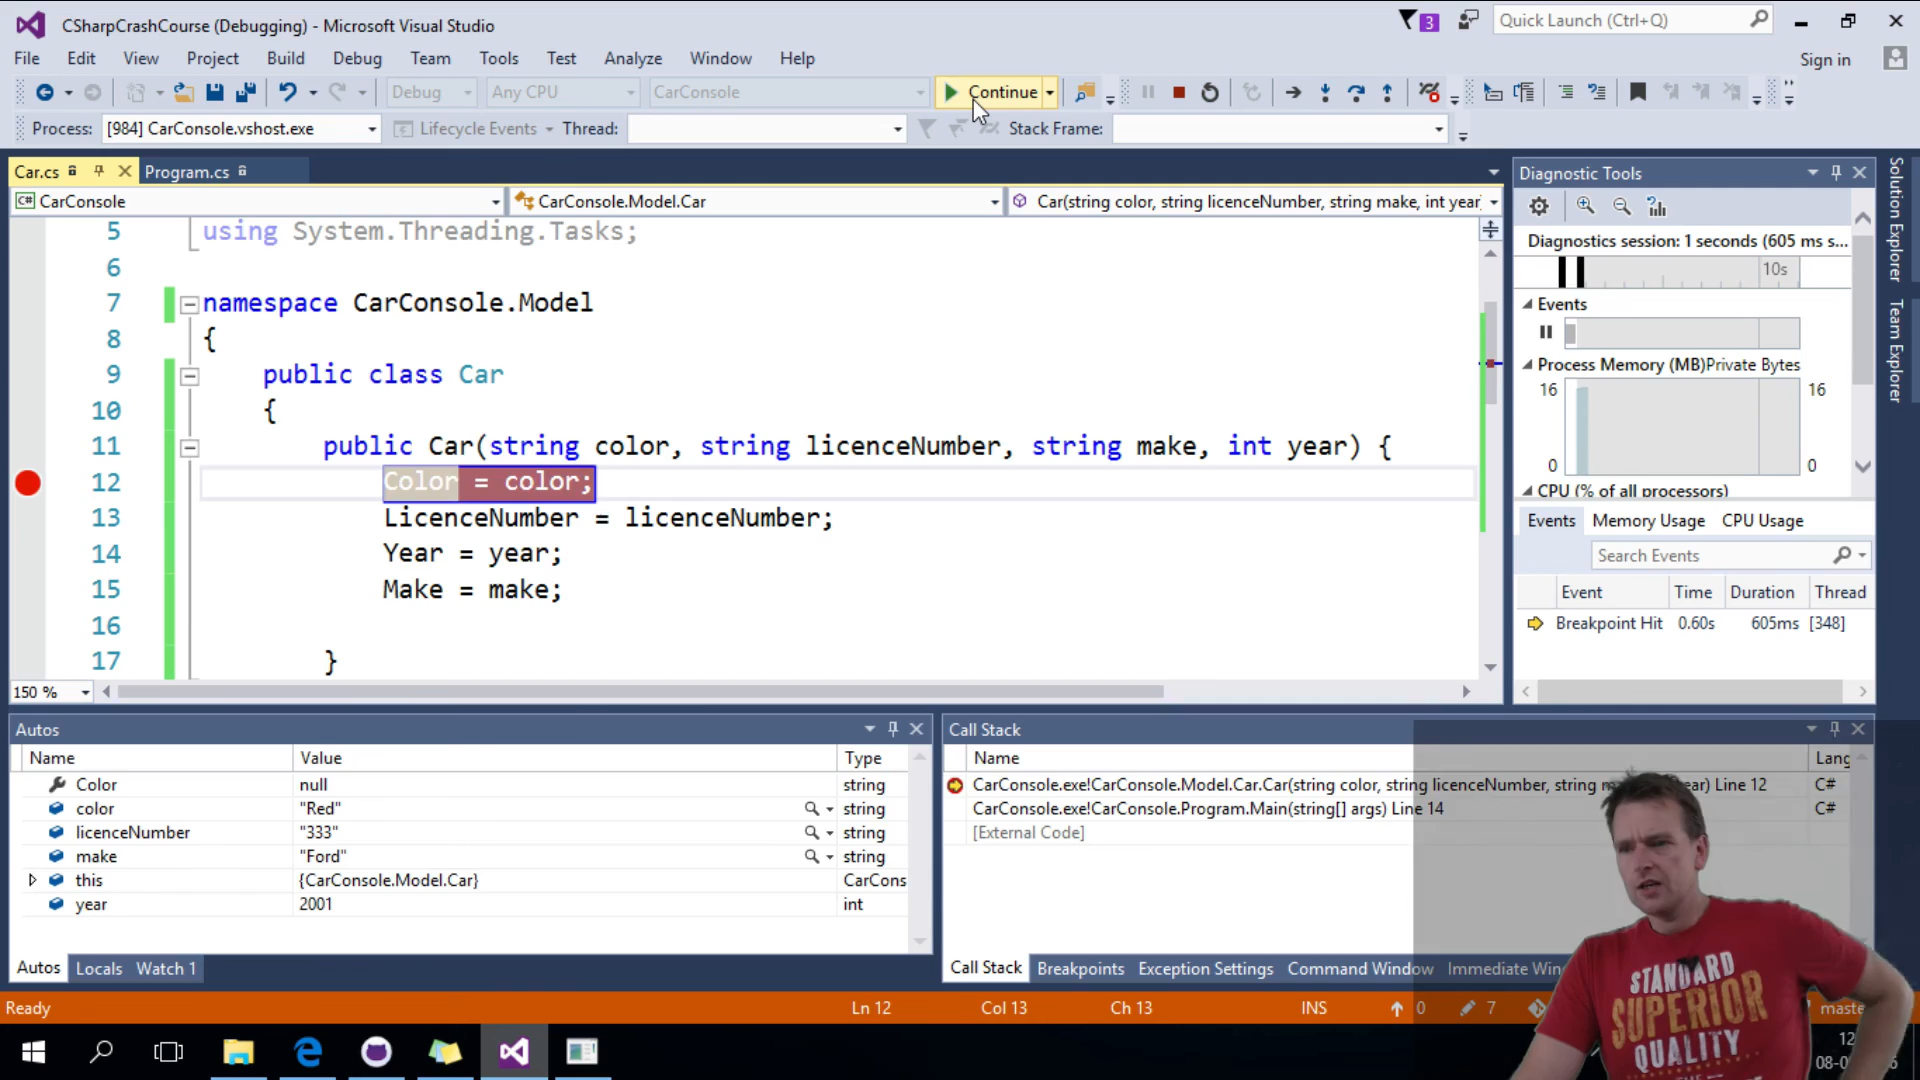 CSharpCrashCourse (Debugging) - Microsoft Visual Studio
3
Quick Launch (Ctrl+Q)
File Edit View Project Build Debug Team Tools Test Analyze Window Help
Sign in
Debug Any CPU CarConsole Continue
Process: [984] CarConsole.vshost.exe Lifecycle Events Thread: Stack Frame:
Car.cs Program.cs
CarConsole CarConsole.Model.Car Car(string color, string licenceNumber, string make, int year
5 using System.Threading.Tasks;
6
7 namespace CarConsole.Model
8 {
9 public class Car
10 {
11 public Car(string color, string licenceNumber, string make, int year) {
12 Color = color;
13 LicenceNumber = licenceNumber;
14 Year = year;
15 Make = make;
16
17 }
150 %
Diagnostic Tools
Diagnostics session: 1 seconds (605 ms s...
10s
Events
Process Memory (MB) Private Bytes
16 16
0 0
CPU (% of all processors)
Events Memory Usage CPU Usage
Search Events
Event Time Duration Thread
Breakpoint Hit 0.60s 605ms [348]
Solution Explorer
Team Explorer
Autos
Name Value Type
Color null string
color "Red" string
licenceNumber "333" string
make "Ford" string
this {CarConsole.Model.Car} CarCons
year 2001 int
Autos Locals Watch 1
Call Stack
Name Lang
CarConsole.exe!CarConsole.Model.Car.Car(string color, string licenceNumber, string m ear) Line 12 C#
CarConsole.exe!CarConsole.Program.Main(string[] args) Line 14 C#
[External Code]
Call Stack Breakpoints Exception Settings Command Window Immediate Win
Ready Ln 12 Col 13 Ch 13 INS 0 7 maste
STANDARD
SUPERIOR
QUALITY
12
08-0